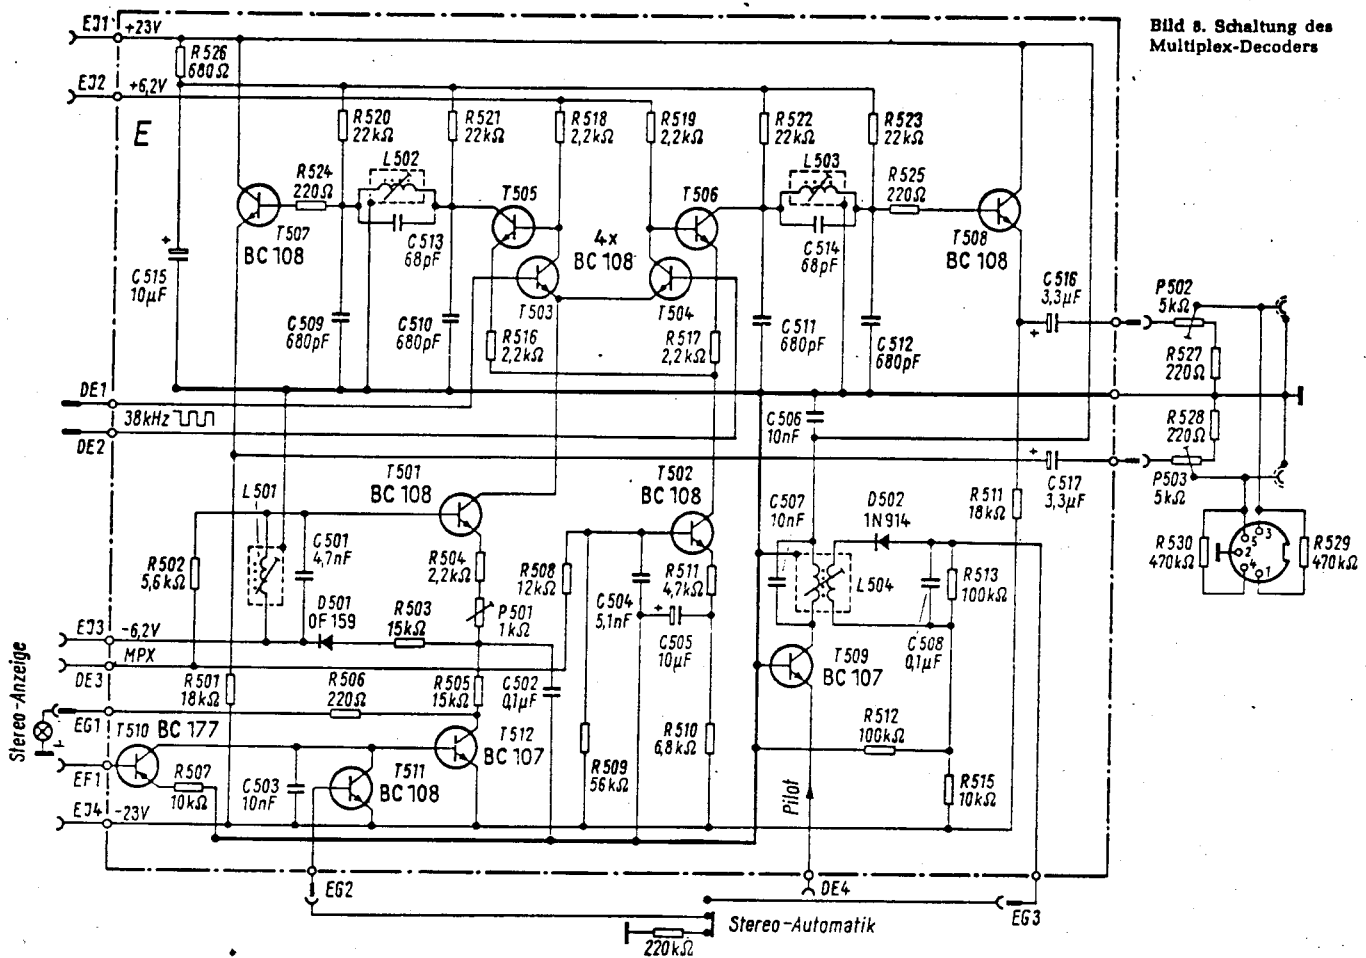 Bild 8. Schaltung des
Multiplex-Decoders
EJ1
+23V
R526
680Ω
EJ2
+6,2V
E
R520
22kΩ
R521
22kΩ
R518
2,2kΩ
R519
2,2kΩ
R522
22kΩ
R523
22kΩ
L502
L503
R524
220Ω
R525
220Ω
T505
T506
T507
BC 108
C513
68pF
4x
BC 108
C514
68pF
T508
BC 108
C515
10µF
+
T503
T504
C516
3,3µF
+
P502
5kΩ
C509
680pF
C510
680pF
R516
2,2kΩ
R517
2,2kΩ
C511
680pF
C512
680pF
R527
220Ω
DE1
38kHz
DE2
C506
10nF
R528
220Ω
+
C517
3,3µF
P503
5kΩ
L501
T501
BC 108
T502
BC 108
C507
10nF
D502
1N914
R511
18kΩ
C501
4,7nF
R502
5,6kΩ
R504
2,2kΩ
R508
12kΩ
R511
4,7kΩ
L504
R513
100kΩ
R530
470kΩ
5
3
2
4
1
R529
470kΩ
D501
OF 159
R503
15kΩ
P501
1kΩ
C504
5,1nF
+
C505
10µF
C508
0,1µF
EJ3
-6,2V
MPX
DE3
T509
BC 107
R501
18kΩ
R506
220Ω
R505
15kΩ
C502
0,1µF
Stereo-Anzeige
EG1
T510
BC 177
T512
BC 107
R510
6,8kΩ
R512
100kΩ
EF1
R507
10kΩ
C503
10nF
T511
BC 108
R509
56kΩ
R515
10kΩ
Pilot
EJ4
-23V
EG2
DE4
EG3
Stereo-Automatik
220kΩ